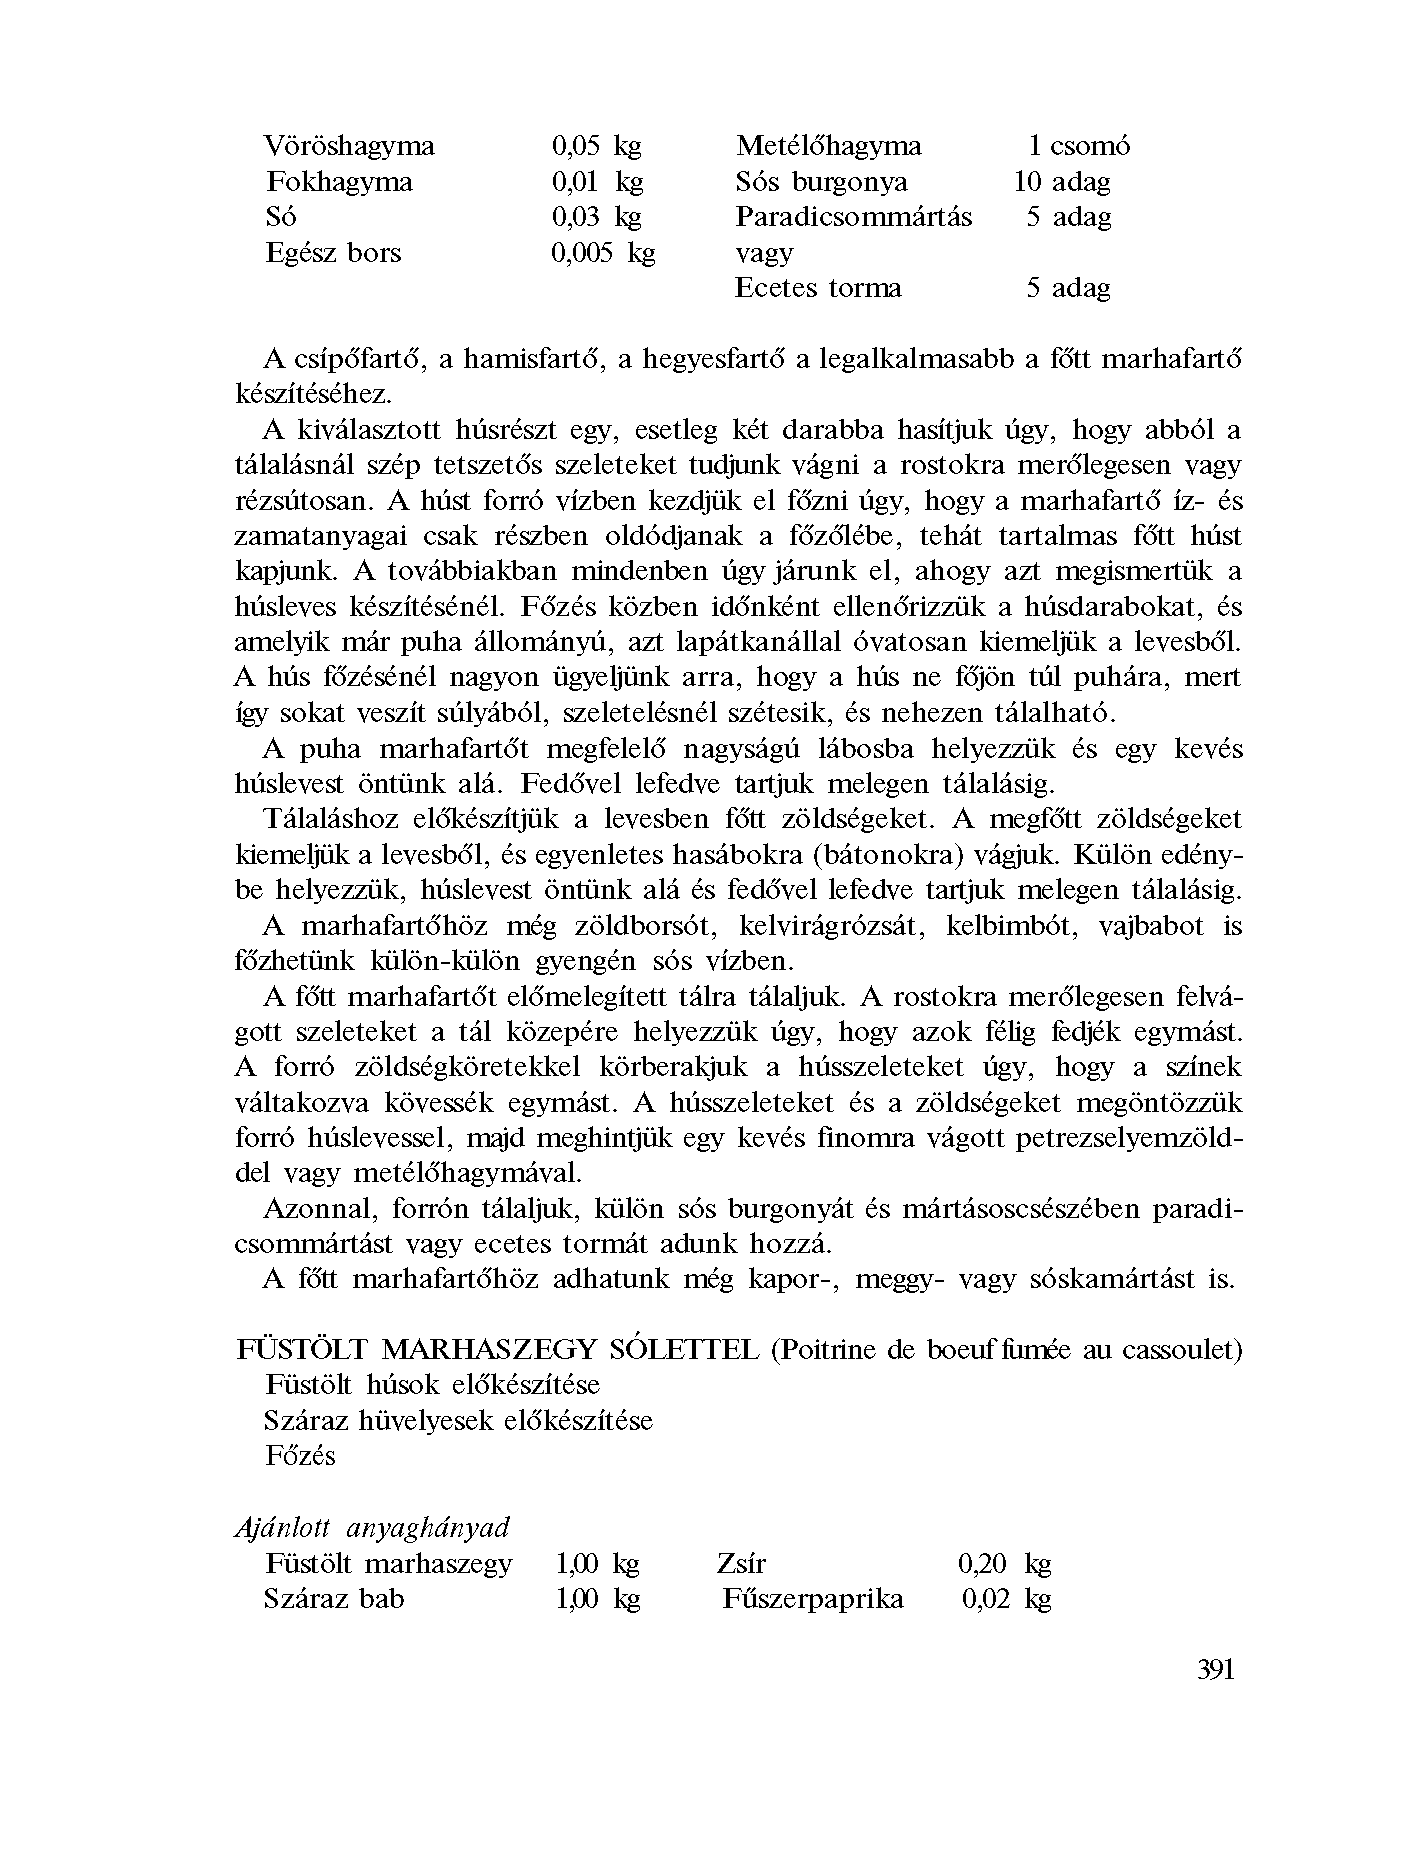 Vöröshagyma 0,05 kg Metélőhagyma 1 csomó
Fokhagyma 0,01 kg Sós burgonya 10 adag
Só 0,03 kg Paradicsommártás 5 adag
Egész bors 0,005 kg vagy
Ecetes torma 5 adag
A csípőfartő, a hamisfartő, a hegyesfartő a legalkalmasabb a főtt marhafartő
készítéséhez.
A kiválasztott húsrészt egy, esetleg két darabba hasítjuk úgy, hogy abból a
tálalásnál szép tetszetős szeleteket tudjunk vágni a rostokra merőlegesen vagy
rézsútosan. A húst forró vízben kezdjük el főzni úgy, hogy a marhafartő íz- és
zamatanyagai csak részben oldódjanak a főzőlébe, tehát tartalmas főtt húst
kapjunk. A továbbiakban mindenben úgy járunk el, ahogy azt megismertük a
húsleves készítésénél. Főzés közben időnként ellenőrizzük a húsdarabokat, és
amelyik már puha állományú, azt lapátkanállal óvatosan kiemeljük a levesből.
A hús főzésénél nagyon ügyeljünk arra, hogy a hús ne főjön túl puhára, mert
így sokat veszít súlyából, szeletelésnél szétesik, és nehezen tálalható.
A puha marhafartőt megfelelő nagyságú lábosba helyezzük és egy kevés
húslevest öntünk alá. Fedővel lefedve tartjuk melegen tálalásig.
Tálaláshoz előkészítjük a levesben főtt zöldségeket. A megfőtt zöldségeket
kiemeljük a levesből, és egyenletes hasábokra (bátonokra) vágjuk. Külön edény-
be helyezzük, húslevest öntünk alá és fedővel lefedve tartjuk melegen tálalásig.
A marhafartőhöz még zöldborsót, kelvirágrózsát, kelbimbót, vajbabot is
főzhetünk külön-külön gyengén sós vízben.
A főtt marhafartőt előmelegített tálra tálaljuk. A rostokra merőlegesen felvá-
gott szeleteket a tál közepére helyezzük úgy, hogy azok félig fedjék egymást.
A forró zöldségköretekkel körberakjuk a hússzeleteket úgy, hogy a színek
váltakozva kövessék egymást. A hússzeleteket és a zöldségeket megöntözzük
forró húslevessel, majd meghintjük egy kevés finomra vágott petrezselyemzöld-
del vagy metélőhagymával.
Azonnal, forrón tálaljuk, külön sós burgonyát és mártásoscsészében paradi-
csommártást vagy ecetes tormát adunk hozzá.
A főtt marhafartőhöz adhatunk még kapor-, meggy- vagy sóskamártást is.
FÜSTÖLT MARHASZEGY SÓLETTEL (Poitrine de boeuf fumée au cassoulet)
Füstölt húsok előkészítése
Száraz hüvelyesek előkészítése
Főzés
Ajánlott anyaghányad
Füstölt marhaszegy 1,00 kg Zsír 0,20 kg
Száraz bab 1,00 kg Fűszerpaprika 0,02 kg
391